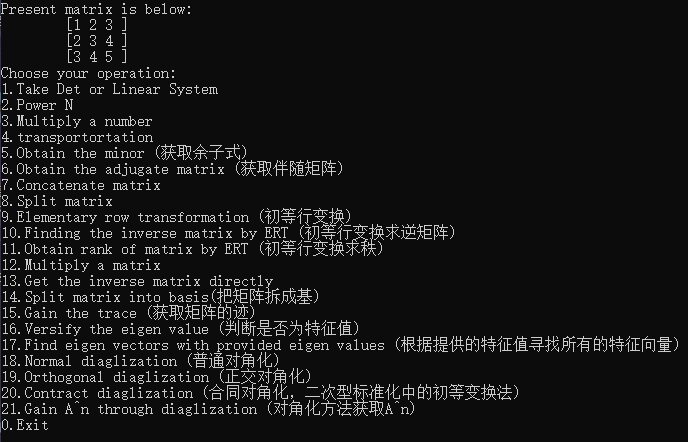 Present matrix is below:
[1 2 3 ]
[2 3 4 ]
[3 4 5 ]
Choose your operation:
1.Take Det or Linear System
2.Power N
3.Multiply a number
4.transportortation
5.Obtain the minor (获取余子式)
6.Obtain the adjugate matrix (获取伴随矩阵)
7.Concatenate matrix
8.Split matrix
9.Elementary row transformation (初等行变换)
10.Finding the inverse matrix by ERT (初等行变换求逆矩阵)
11.Obtain rank of matrix by ERT (初等行变换求秩)
12.Multiply a matrix
13.Get the inverse matrix directly
14.Split matrix into basis(把矩阵拆成基)
15.Gain the trace (获取矩阵的迹)
16.Versify the eigen value (判断是否为特征值)
17.Find eigen vectors with provided eigen values (根据提供的特征值寻找所有的特征向量)
18.Normal diaglization (普通对角化)
19.Orthogonal diaglization (正交对角化)
20.Contract diaglization (合同对角化，二次型标准化中的初等变换法)
21.Gain A^n through diaglization (对角化方法获取A^n)
0.Exit